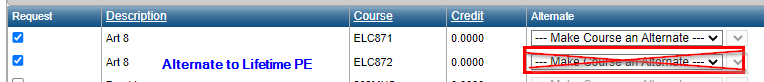 Request Description Course Credit Alternate
Art 8 ELC871 0.0000 --- Make Course an Alternate ---
Art 8 Alternate to Lifetime PE ELC872 0.0000 --- Make Course an Alternate ---